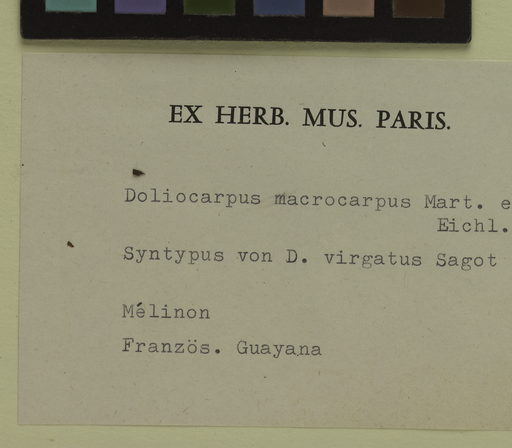 EX HERB. MUS. PARIS.
Doliocarpus macrocarpus Mart. e
Eichl.
Syntypus von D. virgatus Sagot
Mélinon
Französ. Guayana